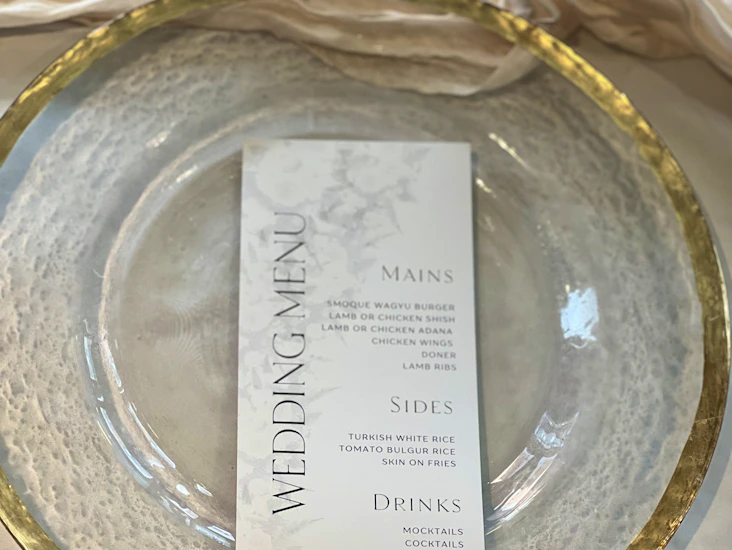 WEDDING MENU
MAINS
SMOQUE WAGYU BURGER
LAMB OR CHICKEN SHISH
LAMB OR CHICKEN ADANA
CHICKEN WINGS
DONER
LAMB RIBS
SIDES
TURKISH WHITE RICE
TOMATO BULGUR RICE
SKIN ON FRIES
DRINKS
MOCKTAILS
COCKTAILS